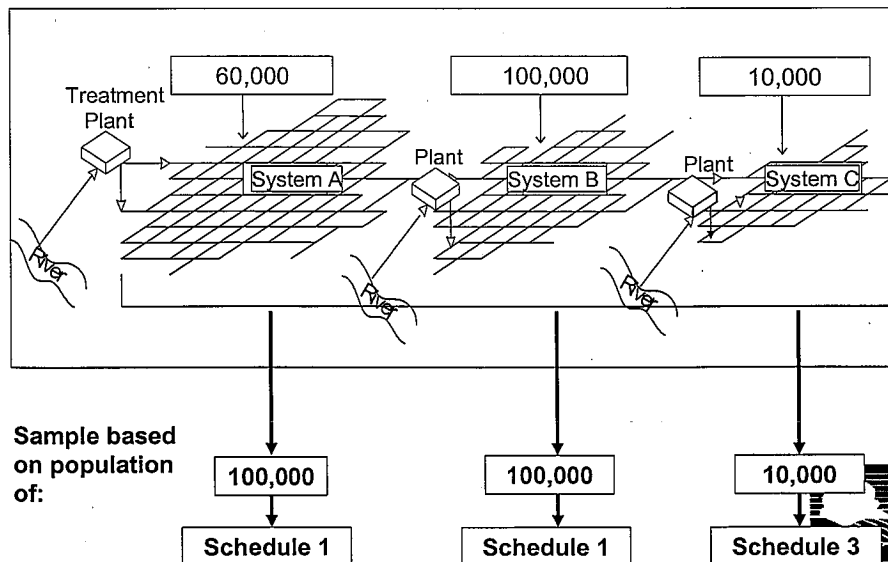 60,000
100,000
10,000
Treatment
Plant
Plant
Plant
System A
System B
System C
River
River
River
Sample based
on population
of:
100,000
100,000
10,000
Schedule 1
Schedule 1
Schedule 3